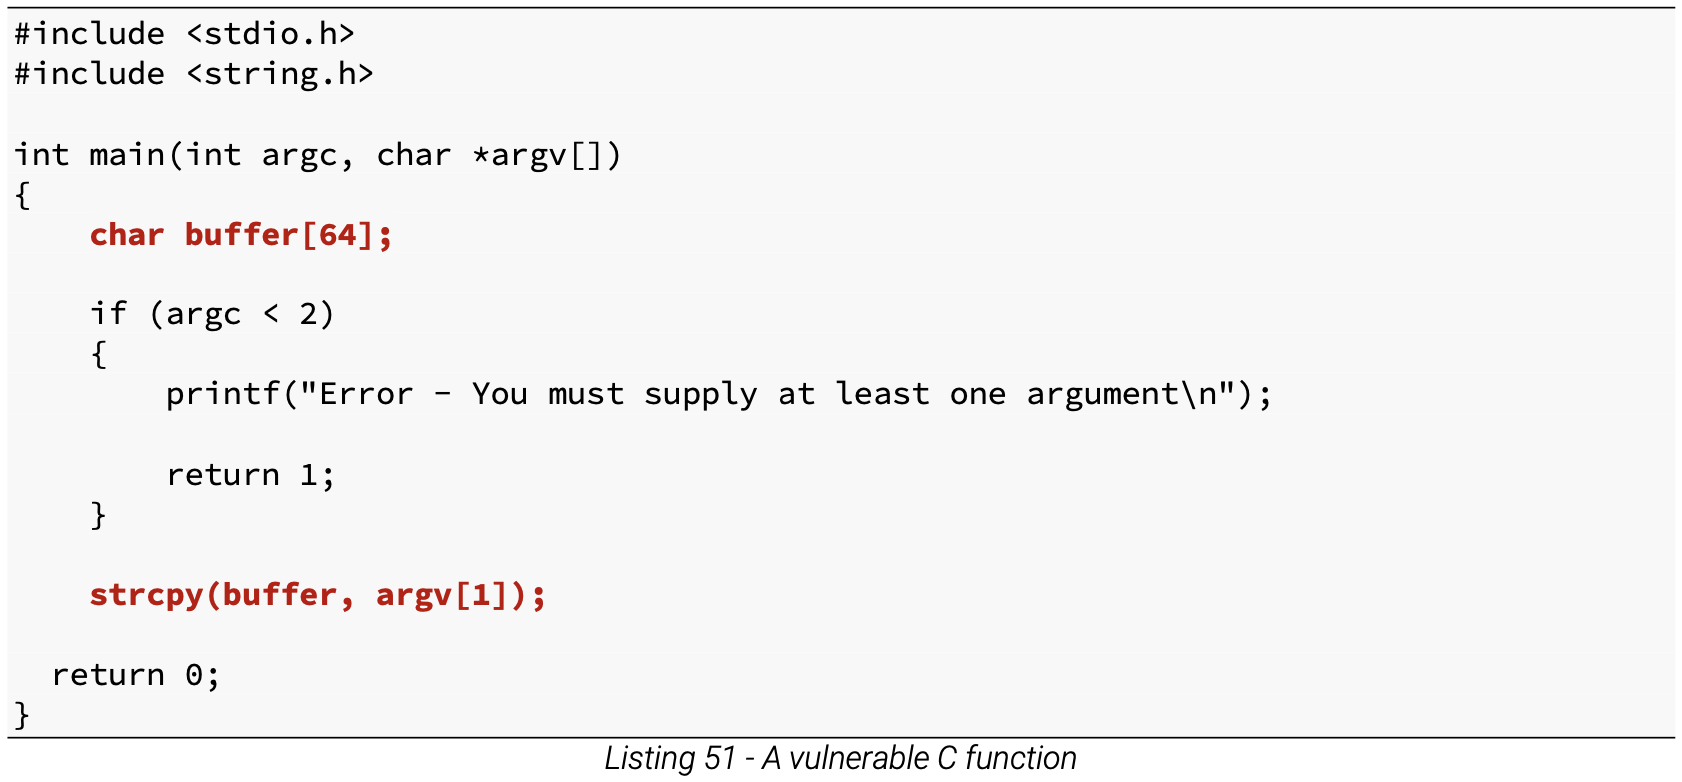 #include <stdio.h>
#include <string.h>

int main(int argc, char *argv[])
{
    char buffer[64];

    if (argc < 2)
    {
        printf("Error - You must supply at least one argument\n");

        return 1;
    }

    strcpy(buffer, argv[1]);

  return 0;
}
Listing 51 - A vulnerable C function